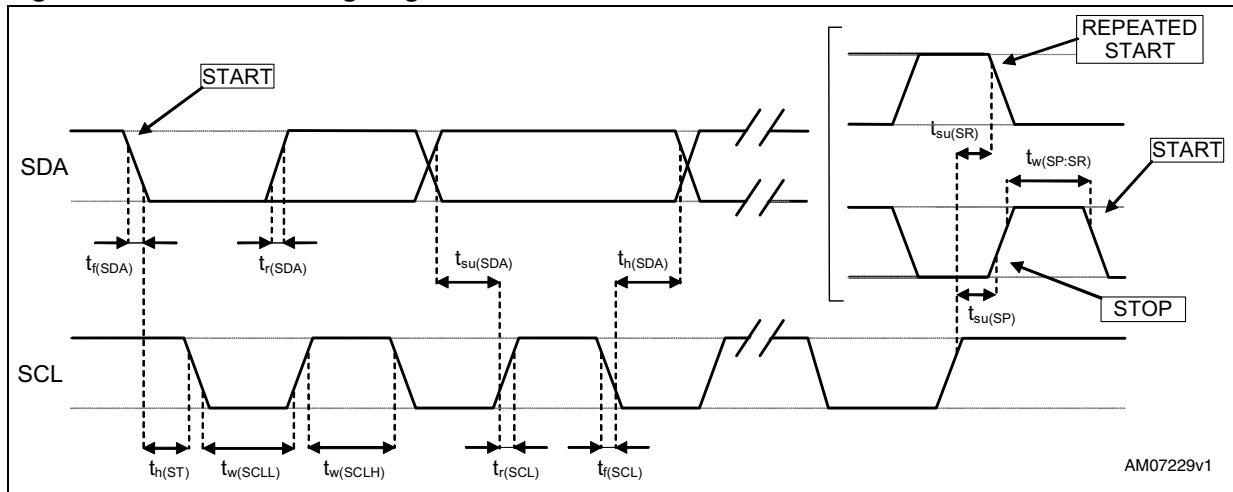 REPEATED
START
START
SDA
t_su(SR)
t_w(SP:SR)
START
t_f(SDA)
t_r(SDA)
t_su(SDA)
t_h(SDA)
t_su(SP)
STOP
SCL
t_h(ST)
t_w(SCLL)
t_w(SCLH)
t_r(SCL)
t_f(SCL)
AM07229v1